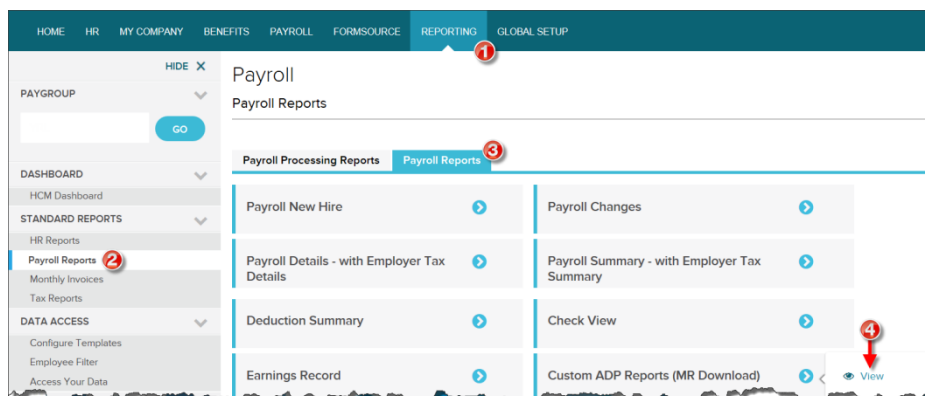 HOME HR MY COMPANY BENEFITS PAYROLL FORMSOURCE REPORTING GLOBAL SETUP
1
HIDE X
PAYGROUP
GO
DASHBOARD
HCM Dashboard
STANDARD REPORTS
HR Reports
Payroll Reports 2
Monthly Invoices
Tax Reports
DATA ACCESS
Configure Templates
Employee Filter
Access Your Data
Payroll
Payroll Reports
Payroll Processing Reports Payroll Reports 3
Payroll New Hire
Payroll Changes
Payroll Details - with Employer Tax
Details
Payroll Summary - with Employer Tax
Summary
Deduction Summary
Check View
Earnings Record
Custom ADP Reports (MR Download)
4
View